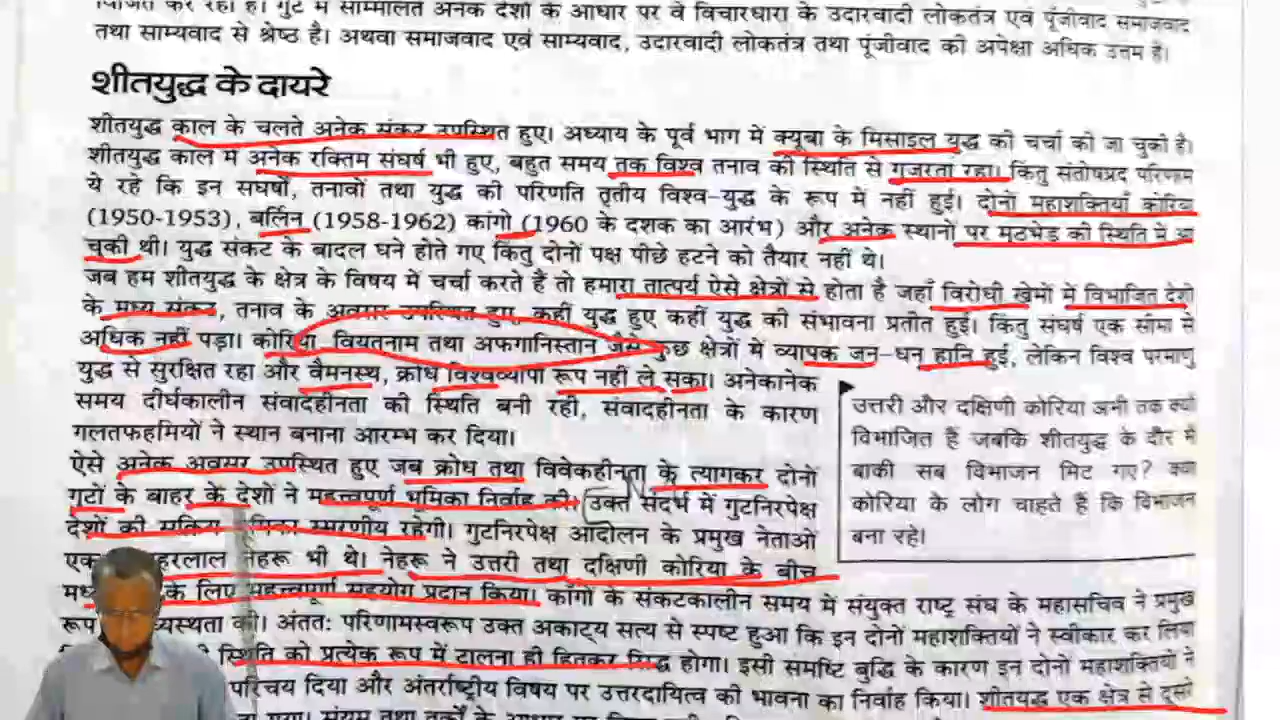 विभाजित कर रहा है। गुट में सम्मिलित अनेक देशों के आधार पर वे विचारधारा के उदारवादी लोकतंत्र एवं पूंजीवाद समाजवाद
तथा साम्यवाद से श्रेष्ठ है। अथवा समाजवाद एवं साम्यवाद, उदारवादी लोकतंत्र तथा पूंजीवाद की अपेक्षा अधिक उत्तम है।
शीतयुद्ध के दायरे
शीतयुद्ध काल के चलते अनेक संकट उपस्थित हुए। अध्याय के पूर्व भाग में क्यूबा के मिसाइल युद्ध की चर्चा की जा चुकी है।
शीतयुद्ध काल में अनेक रक्तिम संघर्ष भी हुए, बहुत समय तक विश्व तनाव की स्थिति से गुजरता रहा। किंतु संतोषप्रद परिणाम
ये रहे कि इन संघर्षों, तनावों तथा युद्ध की परिणति तृतीय विश्व-युद्ध के रूप में नहीं हुई। दोनों महाशक्तियाँ कोरिया
(1950-1953), बर्लिन (1958-1962) कांगो (1960 के दशक का आरंभ) और अनेक स्थानों पर मुठभेड़ की स्थिति में आ
चुकी थी। युद्ध संकट के बादल घने होते गए किंतु दोनों पक्ष पीछे हटने को तैयार नहीं थे।
जब हम शीतयुद्ध के क्षेत्र के विषय में चर्चा करते हैं तो हमारा तात्पर्य ऐसे क्षेत्रों से होता है जहाँ विरोधी खेमों में विभाजित देशों
के मध्य संकट, तनाव के अवसर उपस्थित हुए, कहीं युद्ध हुए कहीं युद्ध की संभावना प्रतीत हुई। किंतु संघर्ष एक सीमा से
अधिक नहीं पड़ा। कोरिया, वियतनाम तथा अफगानिस्तान जैसे कुछ क्षेत्रों में व्यापक जन-धन हानि हुई, लेकिन विश्व परमाणु
युद्ध से सुरक्षित रहा और वैमनस्य, क्रोध विश्वव्यापी रूप नहीं ले सका। अनेकानेक
समय दीर्घकालीन संवादहीनता की स्थिति बनी रही, संवादहीनता के कारण
गलतफहमियों ने स्थान बनाना आरम्भ कर दिया।
ऐसे अनेक अवसर उपस्थित हुए जब क्रोध तथा विवेकहीनता के त्यागकर दोनों
गुटों के बाहर के देशों ने महत्त्वपूर्ण भूमिका निर्वाह की। उक्त संदर्भ में गुटनिरपेक्ष
देशों की सक्रिय भूमिका स्मरणीय रहेगी। गुटनिरपेक्ष आंदोलन के प्रमुख नेताओं
एक हरलाल नेहरू भी थे। नेहरू ने उत्तरी तथा दक्षिणी कोरिया के बीच
के लिए महत्त्वपूर्ण सहयोग प्रदान किया। कांगो के संकटकालीन समय में संयुक्त राष्ट्र संघ के महासचिव ने प्रमुख
रूप की। अंतत: परिणामस्वरूप उक्त अकाट्य सत्य से स्पष्ट हुआ कि इन दोनों महाशक्तियों ने स्वीकार कर लिया
स्थिति को प्रत्येक रूप में टालना ही हितकर सिद्ध होगा। इसी समष्टि बुद्धि के कारण इन दोनों महाशक्तियों ने
परिचय दिया और अंतर्राष्ट्रीय विषय पर उत्तरदायित्व की भावना का निर्वाह किया। शीतयुद्ध एक क्षेत्र से दूसरे
उत्तरी और दक्षिणी कोरिया अभी तक क्यों
विभाजित हैं जबकि शीतयुद्ध के दौर में
बाकी सब विभाजन मिट गए? क्या
कोरिया के लोग चाहते हैं कि विभाजन
बना रहे।